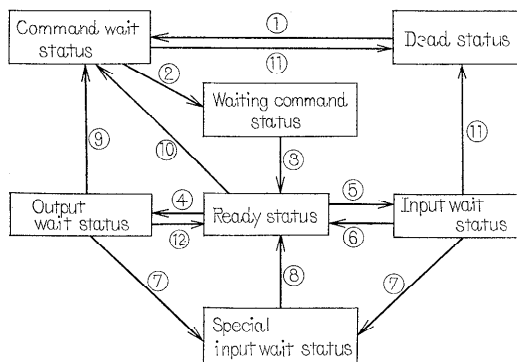 Command wait
status
①
⑪
Dead status
②
Waiting command
status
⑨
⑩
③
⑪
Output
wait status
④
⑫
Ready status
⑤
⑥
Input wait
status
⑦
⑧
⑦
Special
input wait status